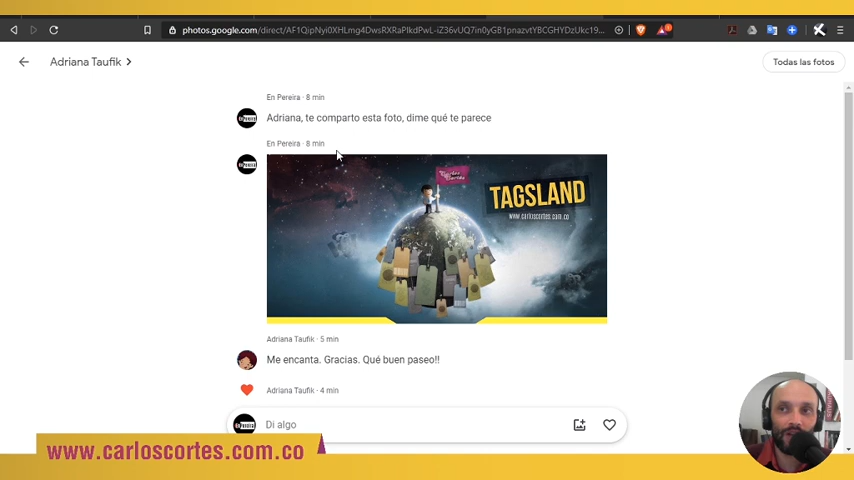 photos.google.com/direct/
Adriana Taufik
Todas las fotos
En Pereira · 8 min
Adriana, te comparto esta foto, dime qué te parece
En Pereira · 8 min
TAGSLAND
www.carloscortes.com.co
Adriana Taufik · 5 min
Me encanta. Gracias. Qué buen paseo!!
Adriana Taufik · 4 min
Di algo
www.carloscortes.com.co